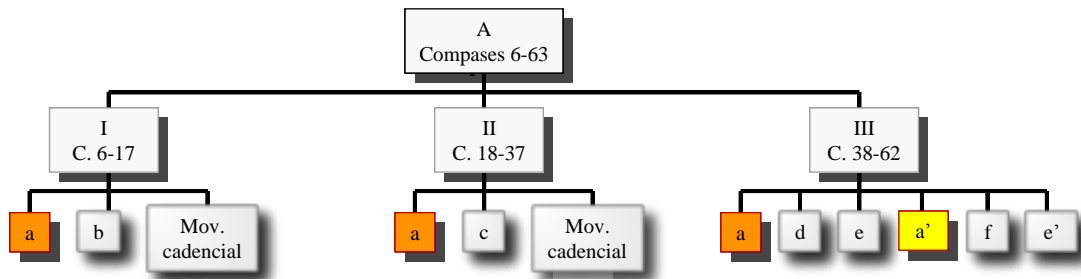 A
Compases 6-63
I
C. 6-17
II
C. 18-37
III
C. 38-62
a
b
Mov.
cadencial
a
c
Mov.
cadencial
a
d
e
a’
f
e’